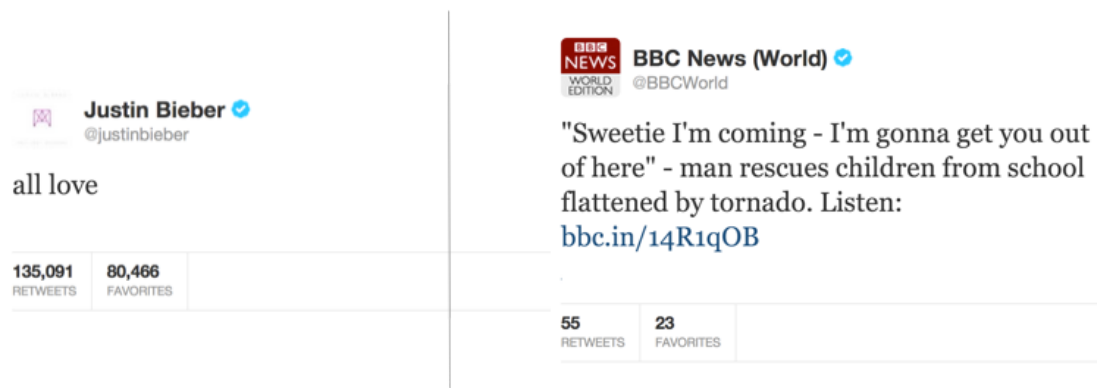 Justin Bieber
@justinbieber
all love
135,091 80,466
RETWEETS FAVORITES
BBC
NEWS
WORLD
EDITION
BBC News (World)
@BBCWorld
"Sweetie I'm coming - I'm gonna get you out
of here" - man rescues children from school
flattened by tornado. Listen:
bbc.in/14R1qOB
55 23
RETWEETS FAVORITES